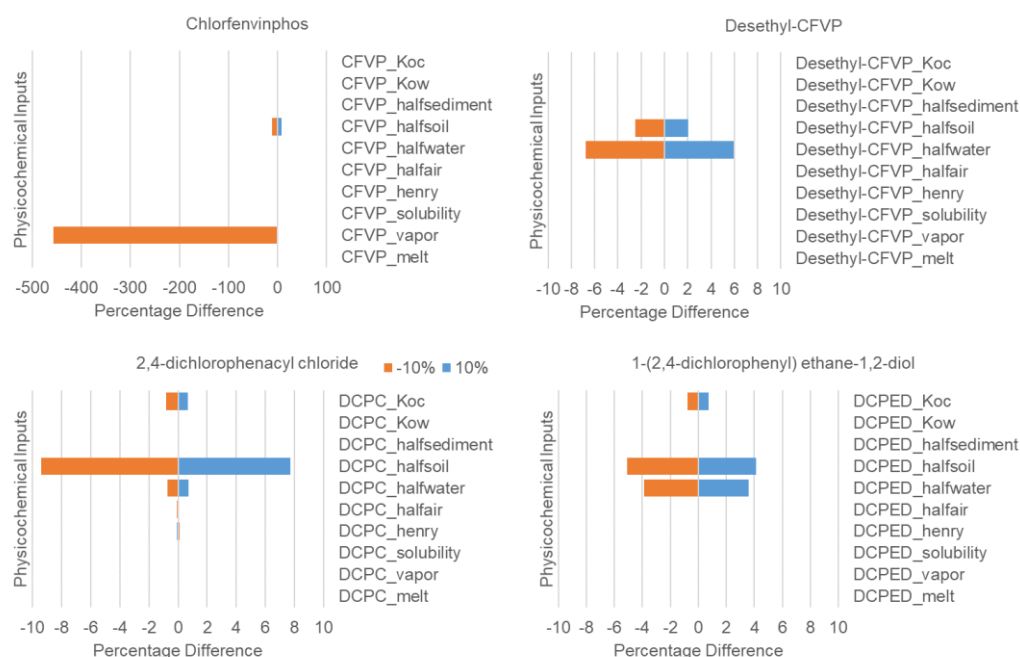 Chlorfenvinphos
Physicochemical Inputs
CFVP_Koc
CFVP_Kow
CFVP_halfsediment
CFVP_halfsoil
CFVP_halfwater
CFVP_halfair
CFVP_henry
CFVP_solubility
CFVP_vapor
CFVP_melt
-500 -400 -300 -200 -100 0 100
Percentage Difference
Desethyl-CFVP
Physicochemical Inputs
Desethyl-CFVP_Koc
Desethyl-CFVP_Kow
Desethyl-CFVP_halfsediment
Desethyl-CFVP_halfsoil
Desethyl-CFVP_halfwater
Desethyl-CFVP_halfair
Desethyl-CFVP_henry
Desethyl-CFVP_solubility
Desethyl-CFVP_vapor
Desethyl-CFVP_melt
-10 -8 -6 -4 -2 0 2 4 6 8 10
Percentage Difference
2,4-dichlorophenacyl chloride
-10% 10%
Physicochemical Inputs
DCPC_Koc
DCPC_Kow
DCPC_halfsediment
DCPC_halfsoil
DCPC_halfwater
DCPC_halfair
DCPC_henry
DCPC_solubility
DCPC_vapor
DCPC_melt
-10 -8 -6 -4 -2 0 2 4 6 8 10
Percentage Difference
1-(2,4-dichlorophenyl) ethane-1,2-diol
Physicochemical Inputs
DCPED_Koc
DCPED_Kow
DCPED_halfsediment
DCPED_halfsoil
DCPED_halfwater
DCPED_halfair
DCPED_henry
DCPED_solubility
DCPED_vapor
DCPED_melt
-10 -8 -6 -4 -2 0 2 4 6 8 10
Percentage Difference